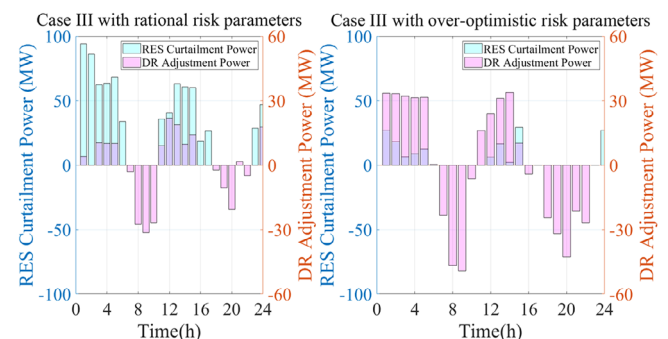 Case III with rational risk parameters
RES Curtailment Power (MW)
100
50
0
-50
-100
RES Curtailment Power
DR Adjustment Power
60
30
0
-30
-60
DR Adjustment Power (MW)
0 4 8 12 16 20 24
Time(h)
Case III with over-optimistic risk parameters
RES Curtailment Power (MW)
100
50
0
-50
-100
RES Curtailment Power
DR Adjustment Power
60
30
0
-30
-60
DR Adjustment Power (MW)
0 4 8 12 16 20 24
Time(h)